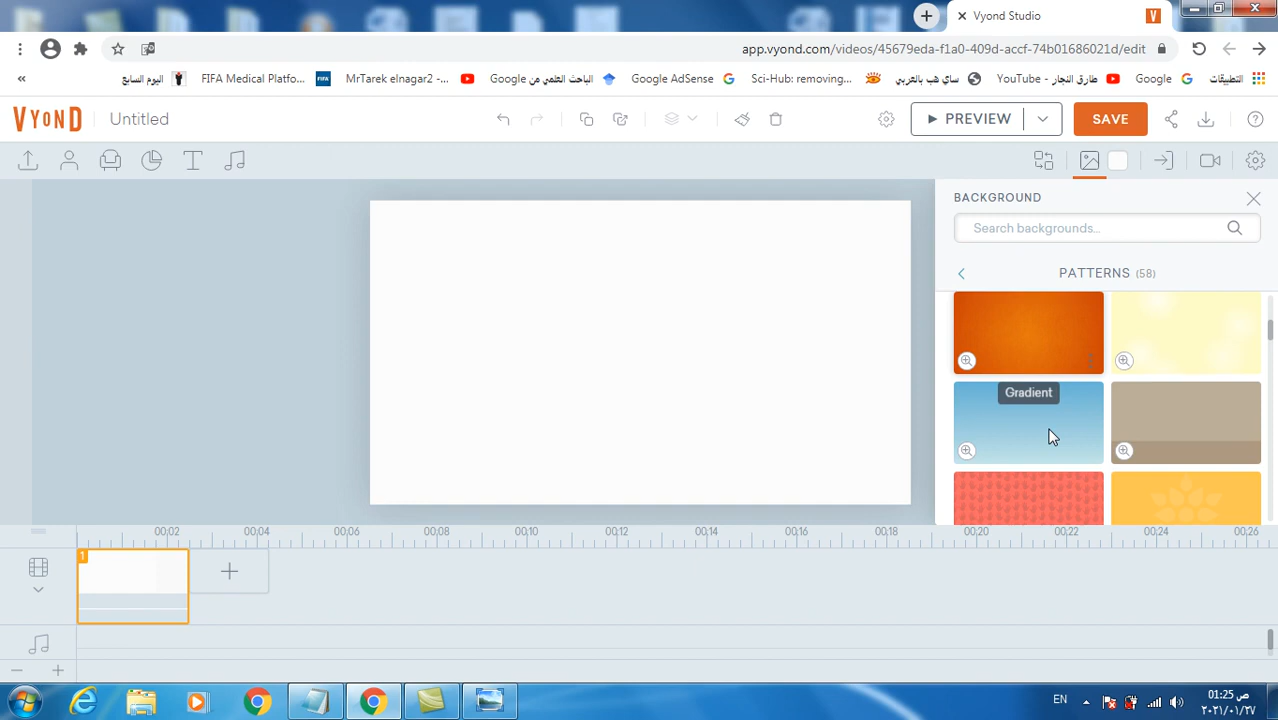 Vyond Studio
app.vyond.com/videos/45679eda-f1a0-409d-accf-74b01686021d/edit
« اليوم السابع FIFA Medical Platfo... MrTarek elnagar2 - ... الباحث العلمي من Google Google AdSense Sci-Hub: removing... ساي هب بالعربي YouTube - طارق النجار Google التطبيقات
VYOND Untitled PREVIEW SAVE
BACKGROUND
Search backgrounds...
PATTERNS (58)
Gradient
00:02 00:04 00:06 00:08 00:10 00:12 00:14 00:16 00:18 00:20 00:22 00:24 00:26
1
EN
01:25 ص
٢٠٢١/٠١/٢٧